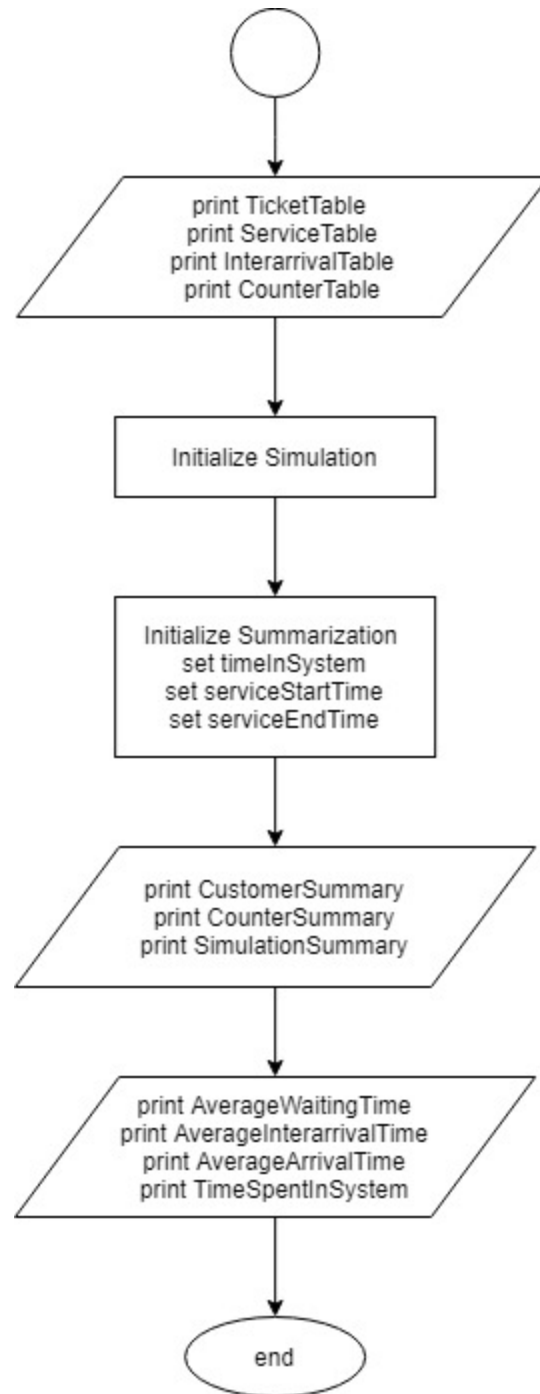 print TicketTable
print ServiceTable
print InterarrivalTable
print CounterTable
Initialize Simulation
Initialize Summarization
set timeInSystem
set serviceStartTime
set serviceEndTime
print CustomerSummary
print CounterSummary
print SimulationSummary
print AverageWaitingTime
print AverageInterarrivalTime
print AverageArrivalTime
print TimeSpentInSystem
end